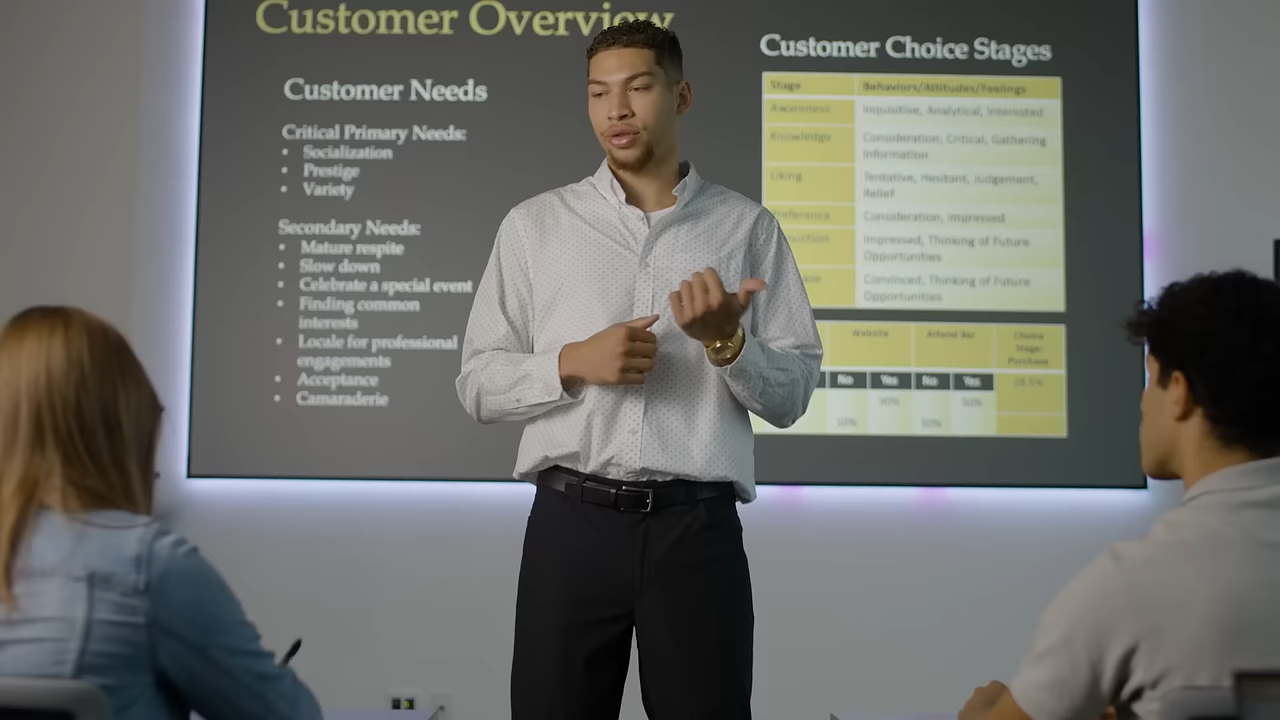 Customer Overview
Customer Needs
Critical Primary Needs:
• Socialization
• Prestige
• Variety
Secondary Needs:
• Mature respite
• Slow down
• Celebrate a special event
• Finding common
interests
• Locale for professional
engagements
• Acceptance
• Camaraderie
Customer Choice Stages
Stage Behaviors/Attitudes/Feelings
Awareness Inquisitive, Analytical, Interested
Knowledge Consideration, Critical, Gathering
Information
Liking Tentative, Hesitant, Judgement,
Relief
Consideration, Impressed
Impressed, Thinking of Future
Opportunities
Convinced, Thinking of Future
Opportunities
Website Attend Bar Choice
Stage:
Purchase
No Yes No Yes
50%